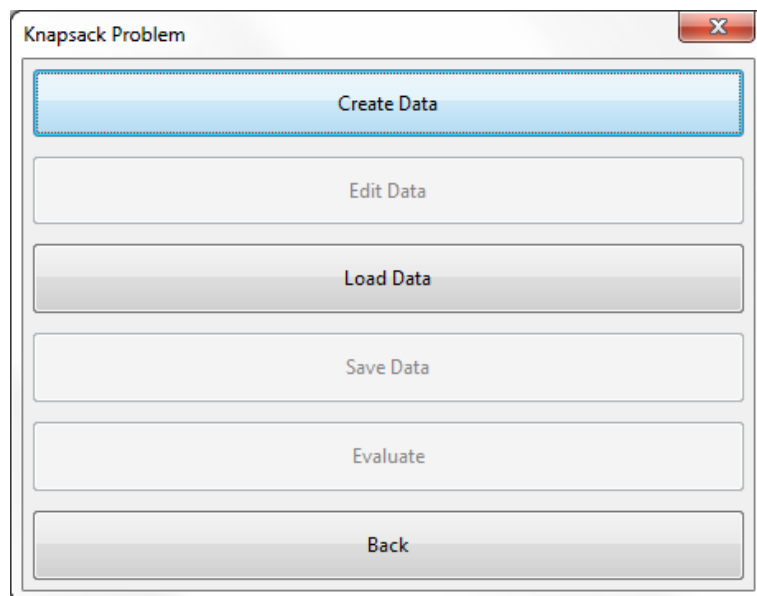 Knapsack Problem
Create Data
Edit Data
Load Data
Save Data
Evaluate
Back